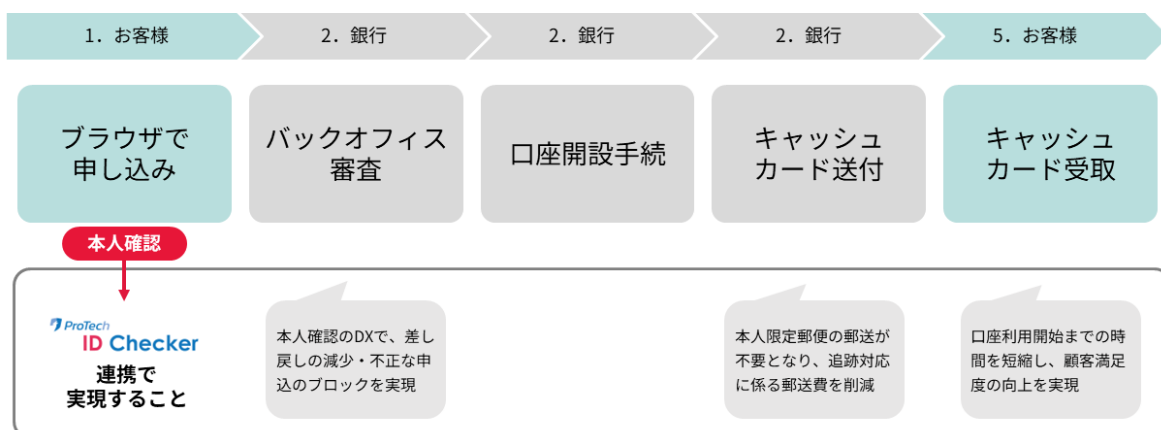 1. お客様
2. 銀行
2. 銀行
2. 銀行
5. お客様
ブラウザで
申し込み
バックオフィス
審査
口座開設手続
キャッシュ
カード送付
キャッシュ
カード受取
本人確認
ProTech
ID Checker
連携で
実現すること
本人確認のDXで、差し
戻しの減少・不正な申
込のブロックを実現
本人限定郵便の郵送が
不要となり、追跡対応
に係る郵送費を削減
口座利用開始までの時
間を短縮し、顧客満足
度の向上を実現